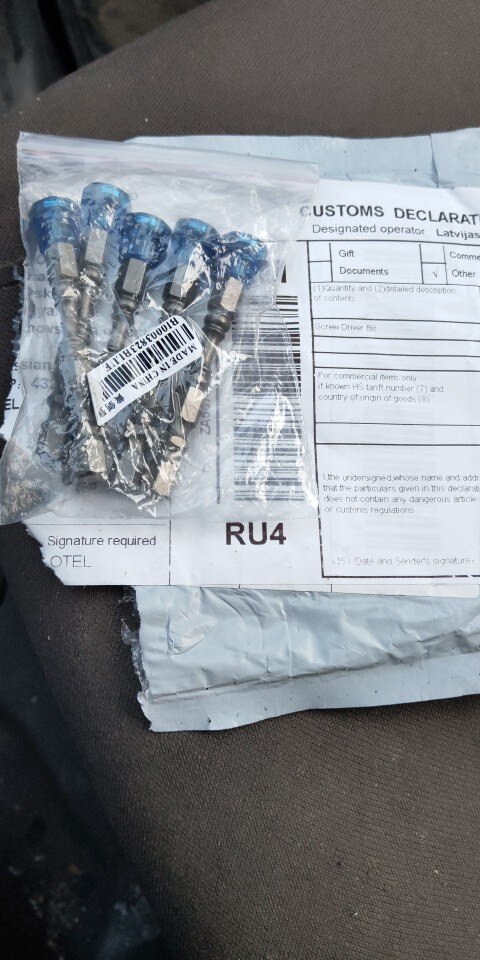 CUSTOMS DECLARAT
Designated operator Latvijas
Gift
Comme
Documents
√ Other
(1)Quantity and (2)detailed description
of contents
Screw Driver Bit
For commercial items only
if known HS tariff number (7) and
country of origin of goods (8)
I,the undersigned,whose name and addr
that the particulars given in this declarat
does not contain any dangerous article
or customs regulations
(15) Date and Sender's signature
MADE IN CHINA
Signature required
OTEL
RU4